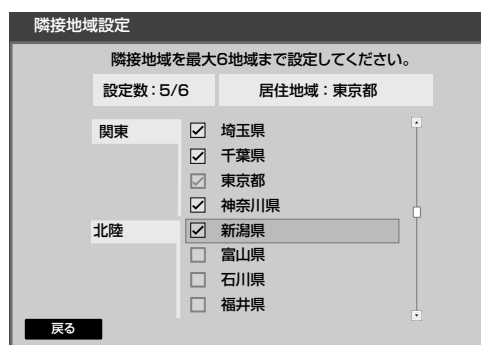 隣接地域設定
隣接地域を最大6地域まで設定してください。
設定数：5/6 居住地域：東京都
関東 埼玉県
千葉県
東京都
神奈川県
北陸 新潟県
富山県
石川県
福井県
戻る